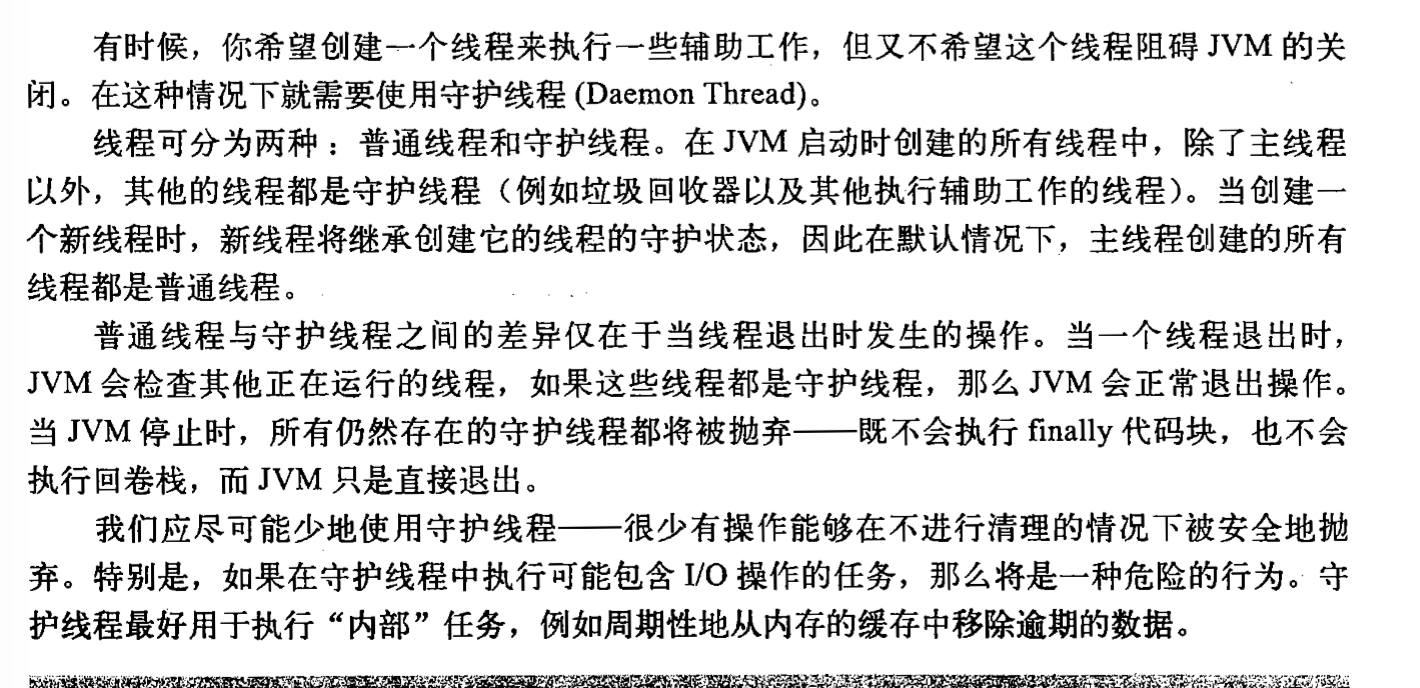 有时候，你希望创建一个线程来执行一些辅助工作，但又不希望这个线程阻碍 JVM 的关
闭。在这种情况下就需要使用守护线程 (Daemon Thread)。
线程可分为两种：普通线程和守护线程。在 JVM 启动时创建的所有线程中，除了主线程
以外，其他的线程都是守护线程（例如垃圾回收器以及其他执行辅助工作的线程）。当创建一
个新线程时，新线程将继承创建它的线程的守护状态，因此在默认情况下，主线程创建的所有
线程都是普通线程。
普通线程与守护线程之间的差异仅在于当线程退出时发生的操作。当一个线程退出时，
JVM 会检查其他正在运行的线程，如果这些线程都是守护线程，那么 JVM 会正常退出操作。
当 JVM 停止时，所有仍然存在的守护线程都将被抛弃——既不会执行 finally 代码块，也不会
执行回卷栈，而 JVM 只是直接退出。
我们应尽可能少地使用守护线程——很少有操作能够在不进行清理的情况下被安全地抛
弃。特别是，如果在守护线程中执行可能包含 I/O 操作的任务，那么将是一种危险的行为。守
护线程最好用于执行“内部”任务，例如周期性地从内存的缓存中移除逾期的数据。